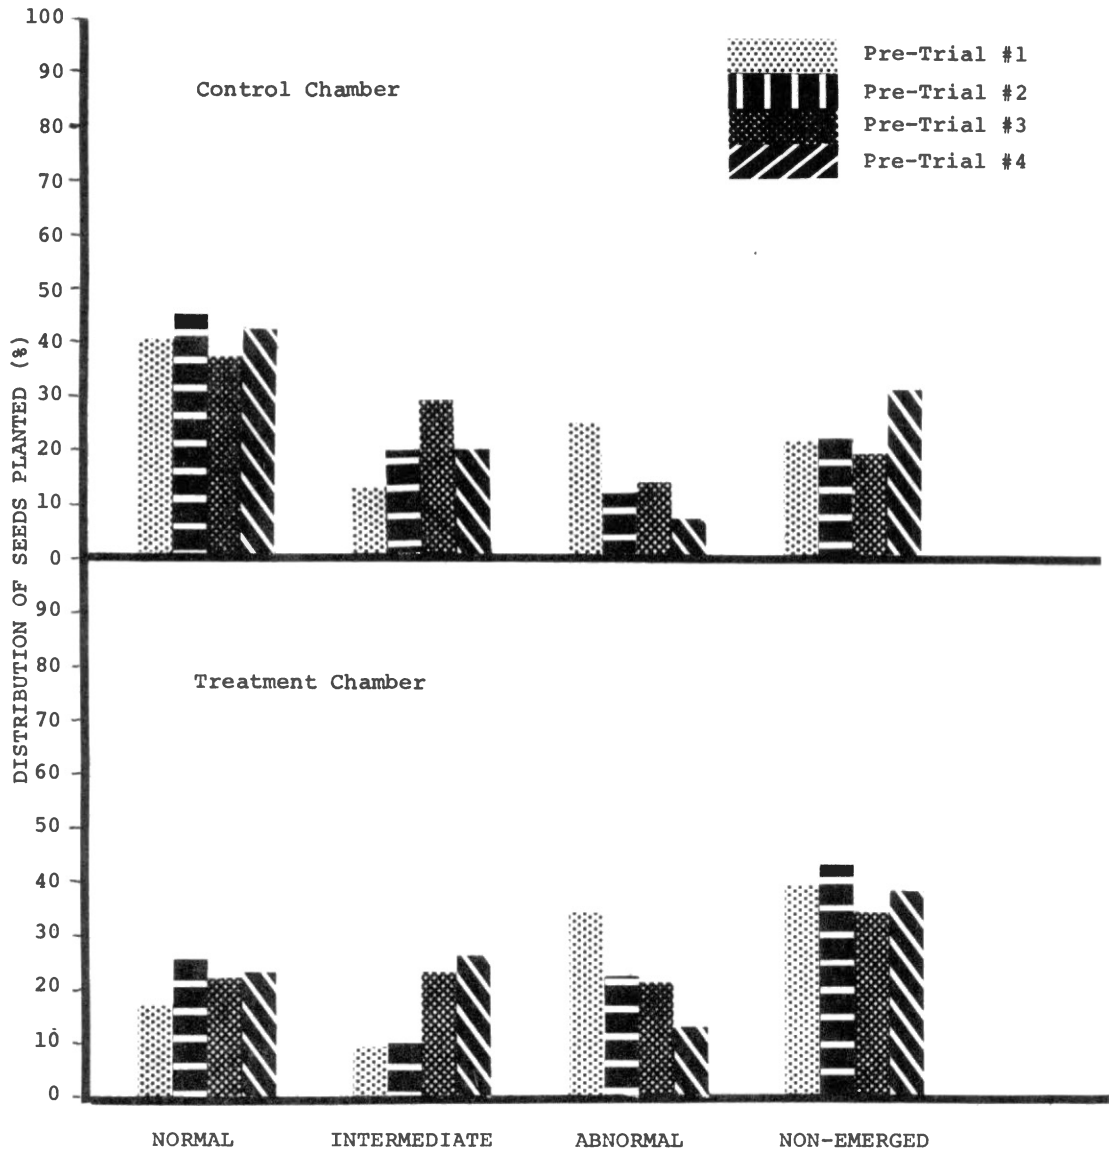 100
90
80
70
60
50
40
30
20
10
0
Control Chamber
Pre-Trial #1
Pre-Trial #2
Pre-Trial #3
Pre-Trial #4
DISTRIBUTION OF SEEDS PLANTED (%)
90
80
70
60
50
40
30
20
10
0
Treatment Chamber
NORMAL INTERMEDIATE ABNORMAL NON-EMERGED